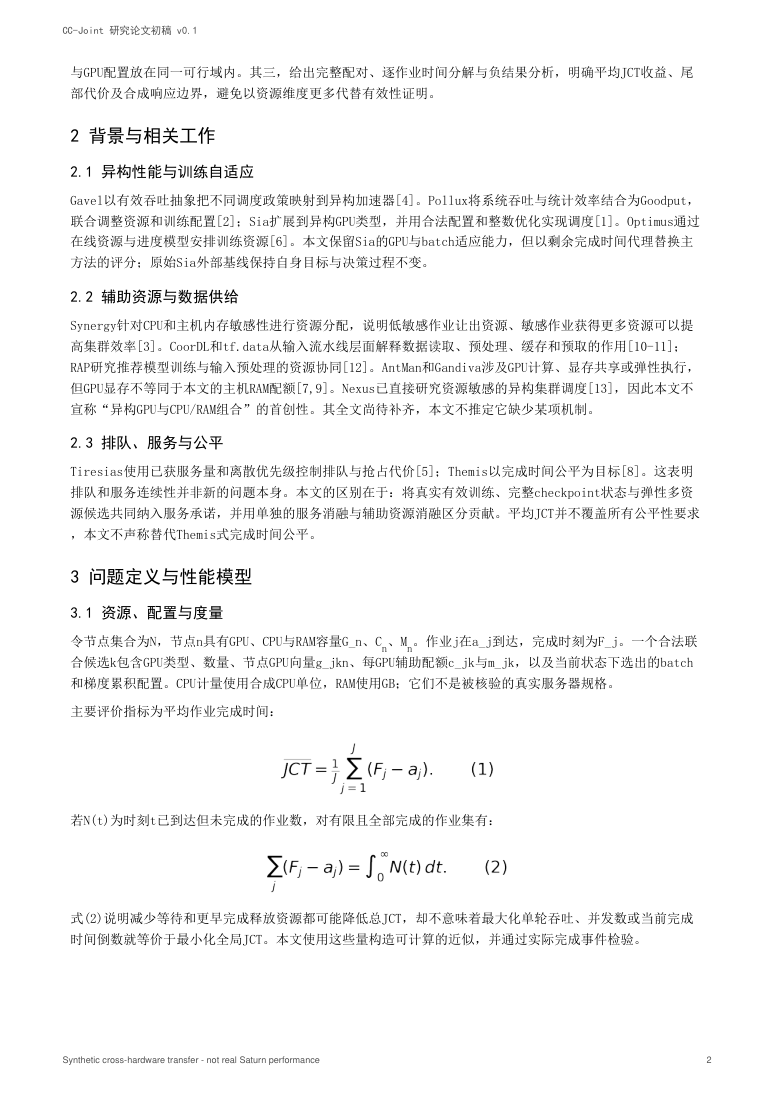 CC-Joint 研究论文初稿 v0.1
与GPU配置放在同一可行域内。其三，给出完整配对、逐作业时间分解与负结果分析，明确平均JCT收益、尾
部代价及合成响应边界，避免以资源维度更多代替有效性证明。
2 背景与相关工作
2.1 异构性能与训练自适应
Gavel以有效吞吐抽象把不同调度政策映射到异构加速器[4]。Pollux将系统吞吐与统计效率结合为Goodput，
联合调整资源和训练配置[2]；Sia扩展到异构GPU类型，并用合法配置和整数优化实现调度[1]。Optimus通过
在线资源与进度模型安排训练资源[6]。本文保留Sia的GPU与batch适应能力，但以剩余完成时间代理替换主
方法的评分；原始Sia外部基线保持自身目标与决策过程不变。
2.2 辅助资源与数据供给
Synergy针对CPU和主机内存敏感性进行资源分配，说明低敏感作业让出资源、敏感作业获得更多资源可以提
高集群效率[3]。CoorDL和tf.data从输入流水线层面解释数据读取、预处理、缓存和预取的作用[10-11]；
RAP研究推荐模型训练与输入预处理的资源协同[12]。AntMan和Gandiva涉及GPU计算、显存共享或弹性执行，
但GPU显存不等同于本文的主机RAM配额[7,9]。Nexus已直接研究资源敏感的异构集群调度[13]，因此本文不
宣称“异构GPU与CPU/RAM组合”的首创性。其全文尚待补齐，本文不推定它缺少某项机制。
2.3 排队、服务与公平
Tiresias使用已获服务量和离散优先级控制排队与抢占代价[5]；Themis以完成时间公平为目标[8]。这表明
排队和服务连续性并非新的问题本身。本文的区别在于：将真实有效训练、完整checkpoint状态与弹性多资
源候选共同纳入服务承诺，并用单独的服务消融与辅助资源消融区分贡献。平均JCT并不覆盖所有公平性要求
，本文不声称替代Themis式完成时间公平。
3 问题定义与性能模型
3.1 资源、配置与度量
令节点集合为N，节点n具有GPU、CPU与RAM容量G_n、C_n、M_n。作业j在a_j到达，完成时刻为F_j。一个合法联
合候选k包含GPU类型、数量、节点GPU向量g_jkn、每GPU辅助配额c_jk与m_jk，以及当前状态下选出的batch
和梯度累积配置。CPU计量使用合成CPU单位，RAM使用GB；它们不是被核验的真实服务器规格。
主要评价指标为平均作业完成时间：
$\overline{JCT} = \frac{1}{J} \sum_{j=1}^{J} (F_j - a_j).$ (1)
若N(t)为时刻t已到达但未完成的作业数，对有限且全部完成的作业集有：
$\sum_j (F_j - a_j) = \int_0^\infty N(t)\, dt.$ (2)
式(2)说明减少等待和更早完成释放资源都可能降低总JCT，却不意味着最大化单轮吞吐、并发数或当前完成
时间倒数就等价于最小化全局JCT。本文使用这些量构造可计算的近似，并通过实际完成事件检验。
Synthetic cross-hardware transfer - not real Saturn performance
2